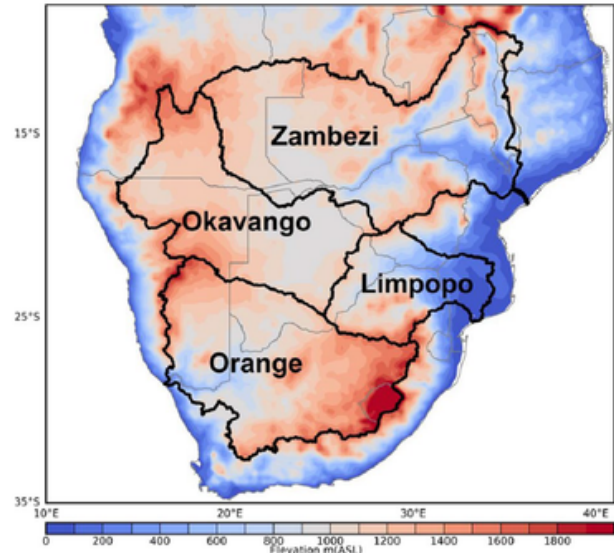 15°S
Zambezi
Okavango
Limpopo
25°S
Orange
35°S
10°E 20°E 30°E 40°E
0 200 400 600 800 1000 1200 1400 1600 1800
Elevation m(ASL)